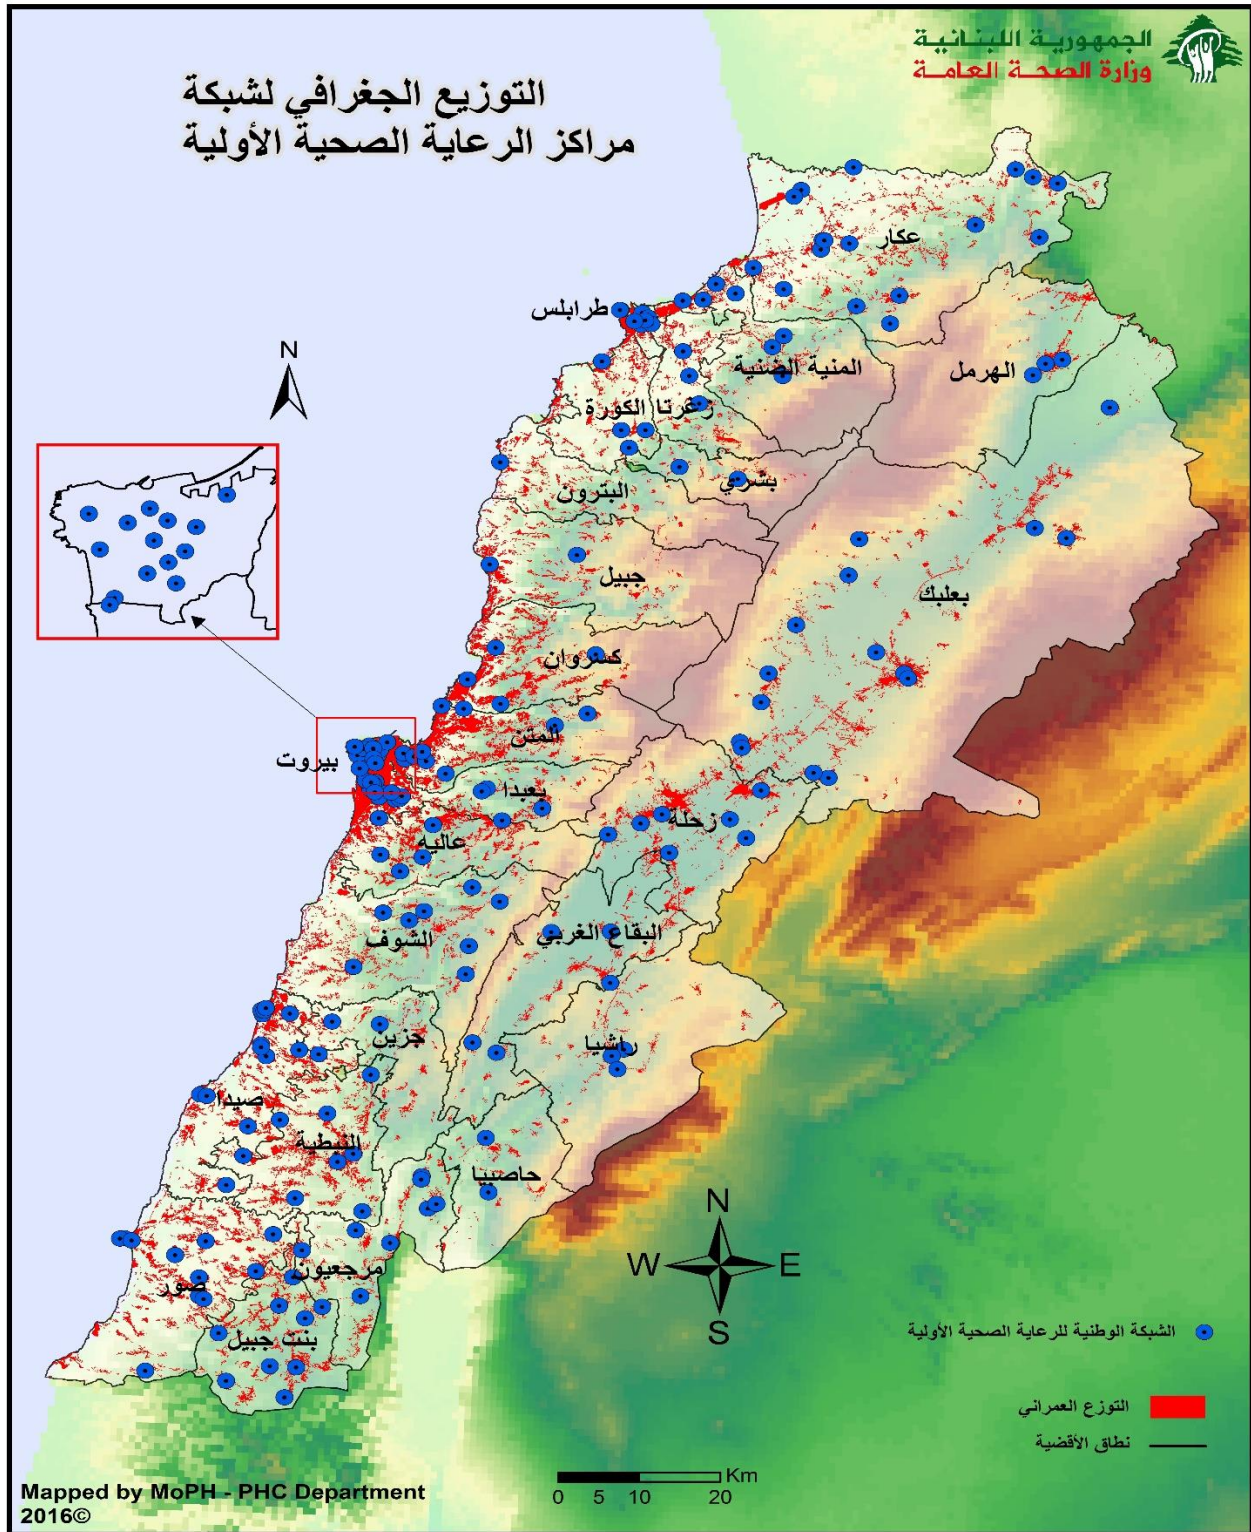 الجمهورية اللبنانية
وزارة الصحة العامة
التوزيع الجغرافي لشبكة
مراكز الرعاية الصحية الأولية
عكار
طرابلس
المنية الضنية
الهرمل
زغرتا
الكورة
بشري
البترون
جبيل
بعلبك
كسروان
المتن
بيروت
بعبدا
زحلة
عاليه
الشوف
البقاع الغربي
جزين
راشيا
صيدا
النبطية
حاصبيا
مرجعيون
صور
بنت جبيل
N
N
W
E
S
الشبكة الوطنية للرعاية الصحية الأولية
التوزع العمراني
نطاق الأقضية
Km
0 5 10 20
Mapped by MoPH - PHC Department
2016©